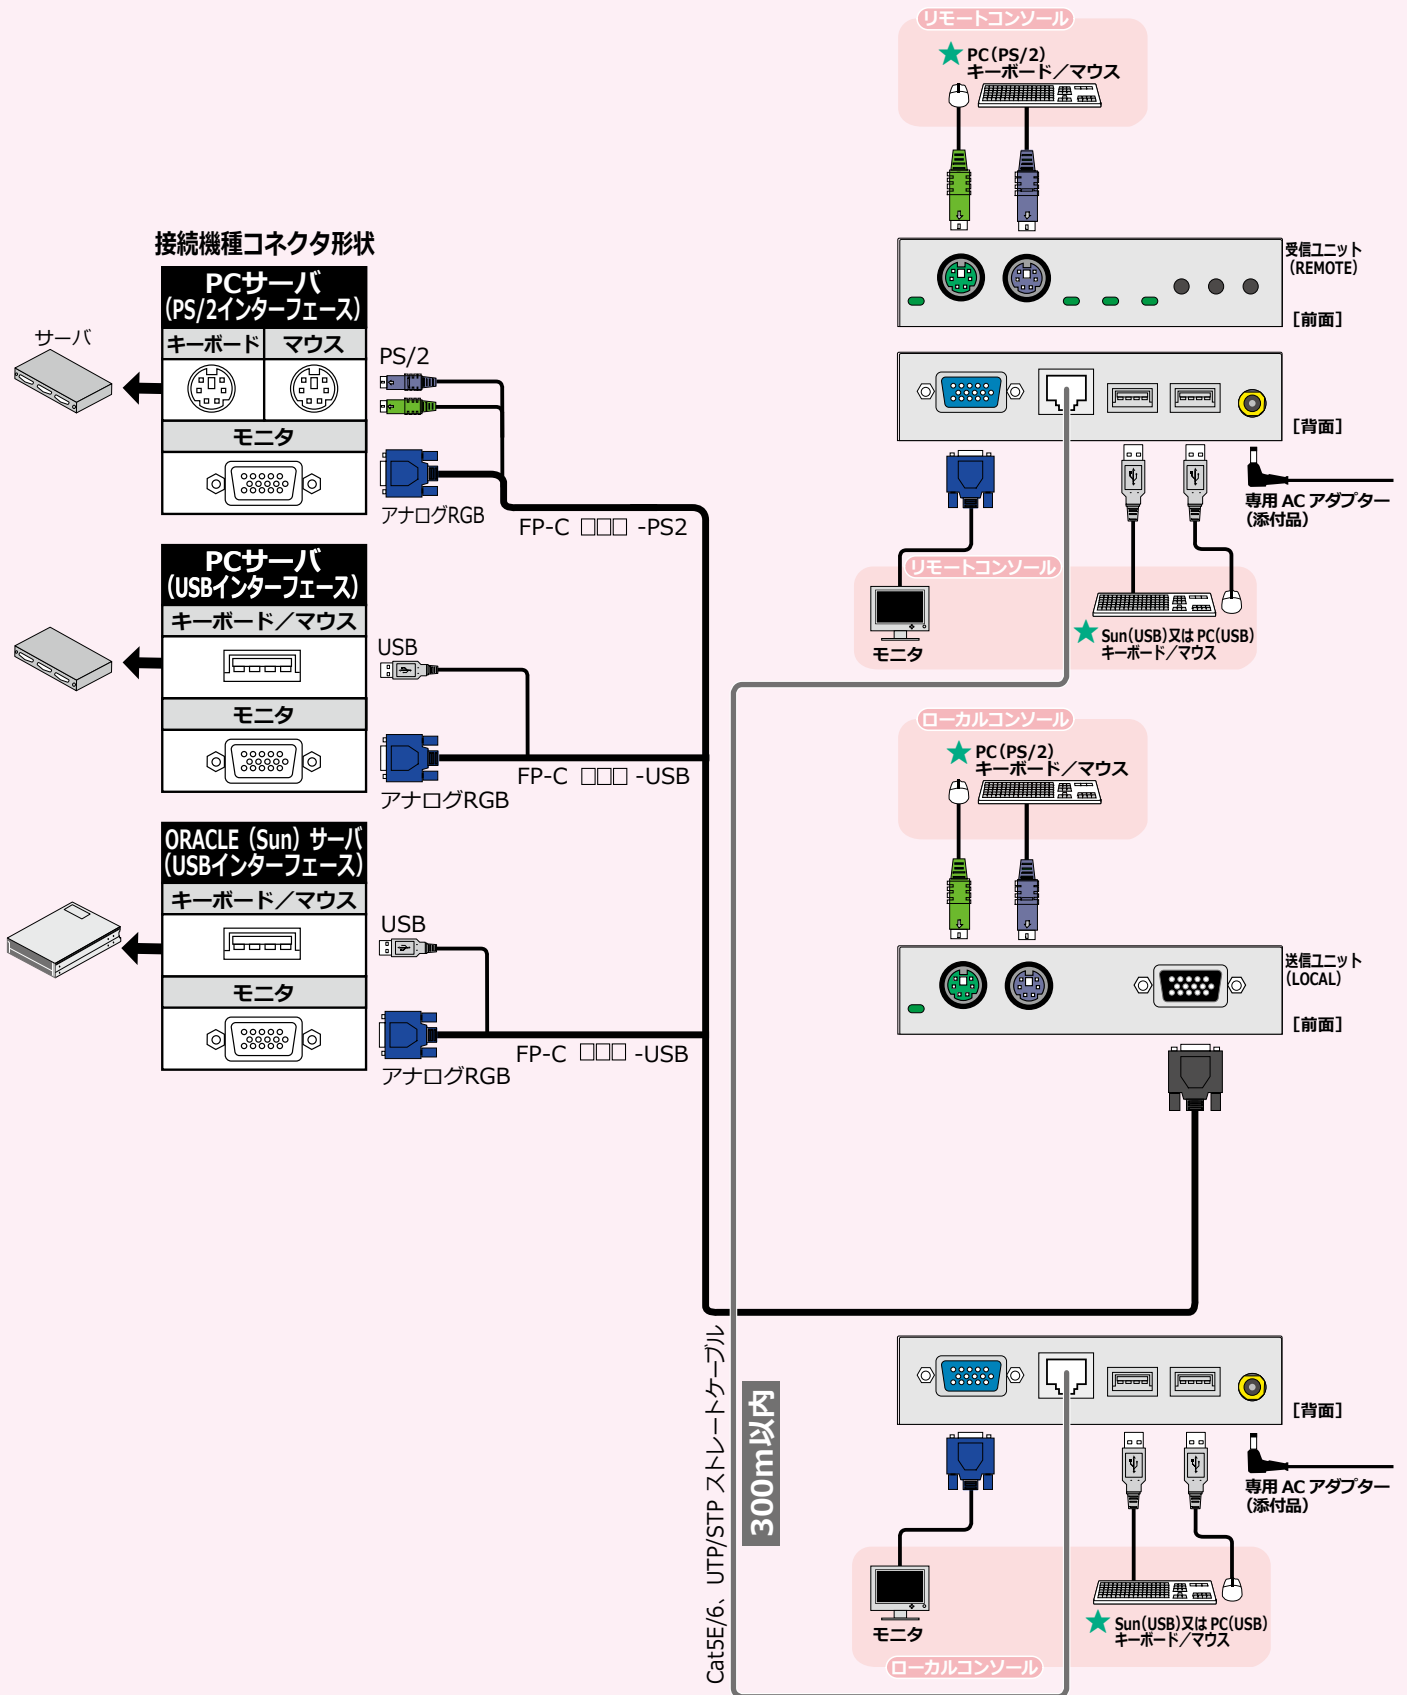 リモートコンソール
★ PC(PS/2)
キーボード／マウス
受信ユニット
(REMOTE)
［前面］
［背面］
専用 AC アダプター
(添付品)
リモートコンソール
モニタ
★ Sun(USB)又は PC(USB)
キーボード／マウス
接続機種コネクタ形状
サーバ
PCサーバ
(PS/2インターフェース)
キーボード
マウス
モニタ
PS/2
アナログRGB
FP-C □□□ -PS2
PCサーバ
(USBインターフェース)
キーボード／マウス
モニタ
USB
アナログRGB
FP-C □□□ -USB
ORACLE（Sun）サーバ
(USBインターフェース)
キーボード／マウス
モニタ
USB
アナログRGB
FP-C □□□ -USB
ローカルコンソール
★ PC(PS/2)
キーボード／マウス
送信ユニット
(LOCAL)
［前面］
Cat5E/6、UTP/STP ストレートケーブル
300m以内
［背面］
専用 AC アダプター
(添付品)
モニタ
★ Sun(USB)又は PC(USB)
キーボード／マウス
ローカルコンソール